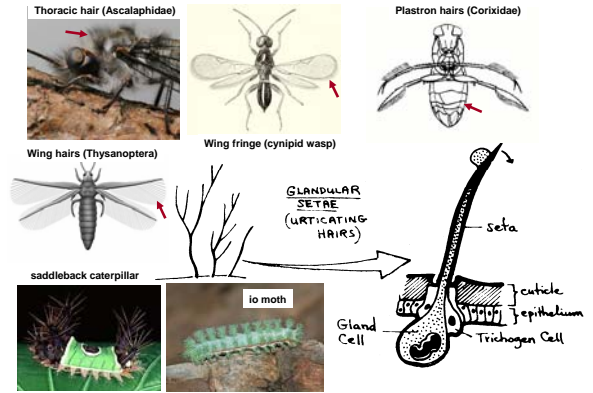 Thoracic hair (Ascalaphidae)
Plastron hairs (Corixidae)
Wing fringe (cynipid wasp)
Wing hairs (Thysanoptera)
GLANDULAR
SETAE
(URTICATING
HAIRS)
seta
cuticle
epithelium
Trichogen Cell
Gland
Cell
saddleback caterpillar
io moth